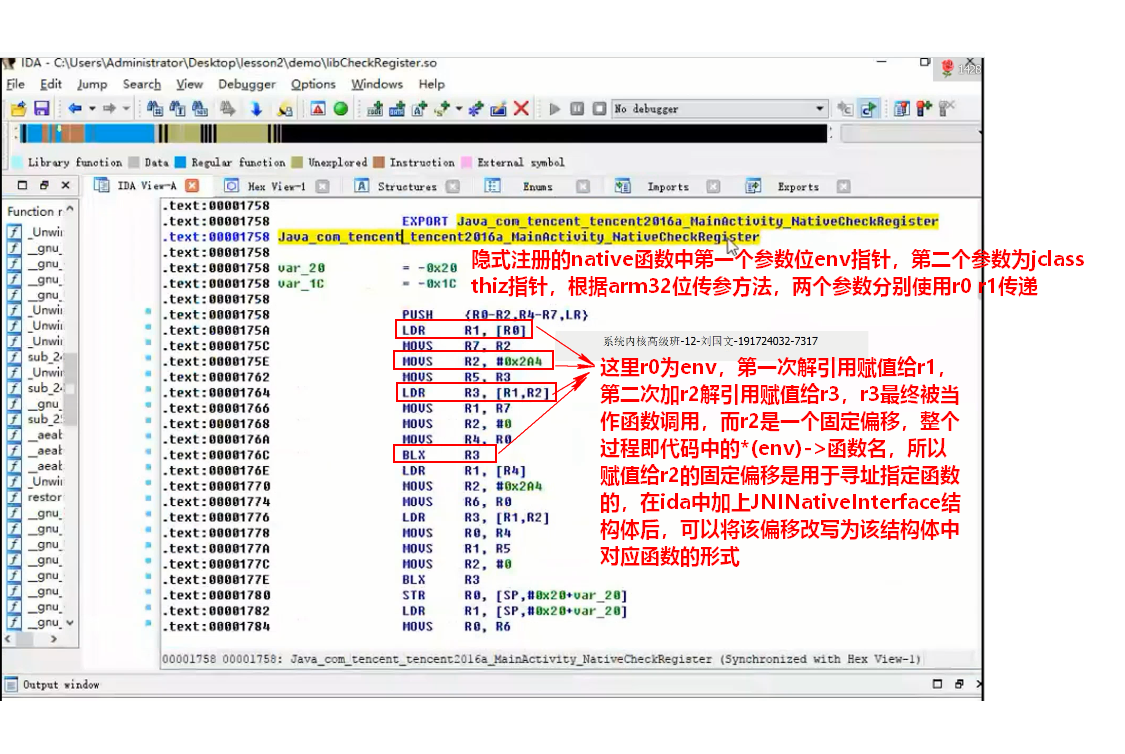 IDA - C:\Users\Administrator\Desktop\lesson2\demo\libCheckRegister.so
File Edit Jump Search View Debugger Options Windows Help
No debugger
Library function Data Regular function Unexplored Instruction External symbol
IDA View-A Hex View-1 Structures Enums Imports Exports
Function r
_Unwi
__gnu_
__gnu_
__gnu_
__gnu_
_Unwi
_Unwi
_Unwi
sub_24
_Unwi
sub_24
__gnu_
sub_25
__aeab
__aeab
__aeab
_Unwi
restor
__gnu_
__gnu_
__gnu_
__gnu_
__gnu_
__gnu_
__gnu_
__gnu_
.text:00001758
.text:00001758 EXPORT Java_com_tencent_tencent2016a_MainActivity_NativeCheckRegister
.text:00001758 Java_com_tencent_tencent2016a_MainActivity_NativeCheckRegister
.text:00001758
.text:00001758 var_20 = -0x20
.text:00001758 var_1C = -0x1C
.text:00001758
.text:00001758 PUSH {R0-R2,R4-R7,LR}
.text:0000175A LDR R1, [R0]
.text:0000175C MOVS R7, R2
.text:0000175E MOVS R2, #0x2A4
.text:00001762 MOVS R5, R3
.text:00001764 LDR R3, [R1,R2]
.text:00001766 MOVS R1, R7
.text:00001768 MOVS R2, #0
.text:0000176A MOVS R4, R0
.text:0000176C BLX R3
.text:0000176E LDR R1, [R4]
.text:00001770 MOVS R2, #0x2A4
.text:00001774 MOVS R6, R0
.text:00001776 LDR R3, [R1,R2]
.text:00001778 MOVS R0, R4
.text:0000177A MOVS R1, R5
.text:0000177C MOVS R2, #0
.text:0000177E BLX R3
.text:00001780 STR R0, [SP,#0x20+var_20]
.text:00001782 LDR R1, [SP,#0x20+var_20]
.text:00001784 MOVS R0, R6
隐式注册的native函数中第一个参数位env指针，第二个参数为jclass
thiz指针，根据arm32位传参方法，两个参数分别使用r0 r1传递
系统内核高级班-12-刘国文-191724032-7317
这里r0为env，第一次解引用赋值给r1，
第二次加r2解引用赋值给r3，r3最终被当
作函数调用，而r2是一个固定偏移，整个
过程即代码中的*(env)->函数名，所以
赋值给r2的固定偏移是用于寻址指定函数
的，在ida中加上JNINativeInterface结
构体后，可以将该偏移改写为该结构体中
对应函数的形式
00001758 00001758: Java_com_tencent_tencent2016a_MainActivity_NativeCheckRegister (Synchronized with Hex View-1)
Output window